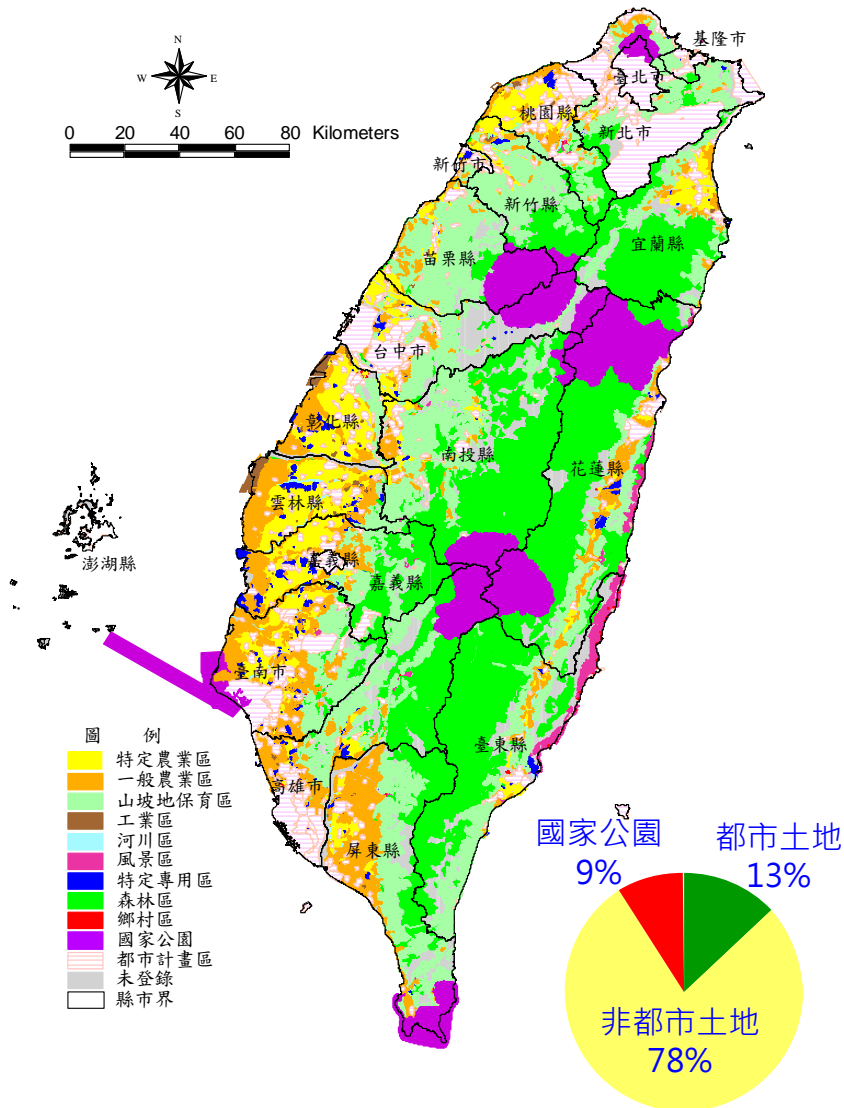 N
W E
S
0 20 40 60 80 Kilometers
基隆市
臺北市
桃園縣
新北市
新竹市
新竹縣
宜蘭縣
苗栗縣
台中市
彰化縣
南投縣
花蓮縣
雲林縣
澎湖縣
嘉義縣
嘉義縣
臺南市
臺東縣
高雄市
屏東縣
圖 例
特定農業區
一般農業區
山坡地保育區
工業區
河川區
風景區
特定專用區
森林區
鄉村區
國家公園
都市計畫區
未登錄
縣市界
國家公園
9%
都市土地
13%
非都市土地
78%